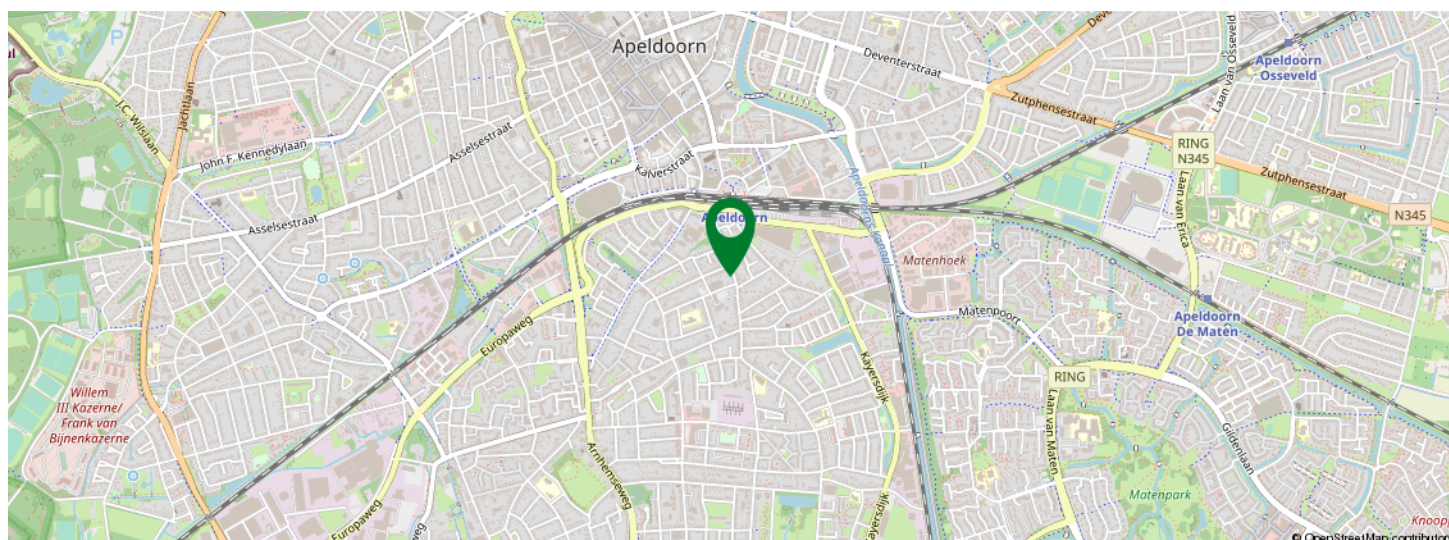 Apeldoorn
Deventerstraat
Apeldoorn
Osseveld
Laan van Osseveld
J.C. Wilslaan
Jachtlaan
P
Zutphensestraat
John F. Kennedylaan
Asselsestraat
Kalverstraat
RING
N345
Zutphensestraat
N345
Laan van Erica
Asselsestraat
Apeldoorns Kanaal
Apeldoorn
Matenhoek
Matenpoort
Apeldoorn
De Maten
Europaweg
Kayersdijk
RING
Willem
III Kazerne/
Frank van
Bijnenkazerne
Laan van Maten
Gildenlaan
Arnhemseweg
Kayersdijk
Matenpark
Europaweg
© OpenStreetMap contributor